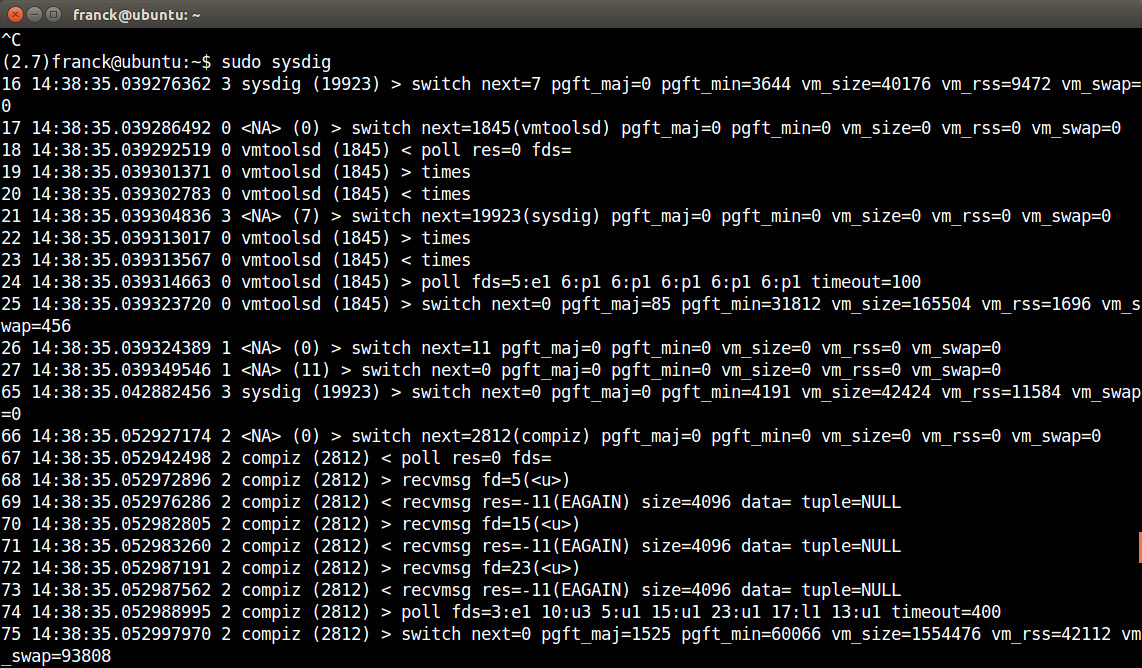 franck@ubuntu: ~
^C
(2.7)franck@ubuntu:~$ sudo sysdig
16 14:38:35.039276362 3 sysdig (19923) > switch next=7 pgft_maj=0 pgft_min=3644 vm_size=40176 vm_rss=9472 vm_swap=
0
17 14:38:35.039286492 0 <NA> (0) > switch next=1845(vmtoolsd) pgft_maj=0 pgft_min=0 vm_size=0 vm_rss=0 vm_swap=0
18 14:38:35.039292519 0 vmtoolsd (1845) < poll res=0 fds=
19 14:38:35.039301371 0 vmtoolsd (1845) > times
20 14:38:35.039302783 0 vmtoolsd (1845) < times
21 14:38:35.039304836 3 <NA> (7) > switch next=19923(sysdig) pgft_maj=0 pgft_min=0 vm_size=0 vm_rss=0 vm_swap=0
22 14:38:35.039313017 0 vmtoolsd (1845) > times
23 14:38:35.039313567 0 vmtoolsd (1845) < times
24 14:38:35.039314663 0 vmtoolsd (1845) > poll fds=5:e1 6:p1 6:p1 6:p1 6:p1 6:p1 timeout=100
25 14:38:35.039323720 0 vmtoolsd (1845) > switch next=0 pgft_maj=85 pgft_min=31812 vm_size=165504 vm_rss=1696 vm_s
wap=456
26 14:38:35.039324389 1 <NA> (0) > switch next=11 pgft_maj=0 pgft_min=0 vm_size=0 vm_rss=0 vm_swap=0
27 14:38:35.039349546 1 <NA> (11) > switch next=0 pgft_maj=0 pgft_min=0 vm_size=0 vm_rss=0 vm_swap=0
65 14:38:35.042882456 3 sysdig (19923) > switch next=0 pgft_maj=0 pgft_min=4191 vm_size=42424 vm_rss=11584 vm_swap
=0
66 14:38:35.052927174 2 <NA> (0) > switch next=2812(compiz) pgft_maj=0 pgft_min=0 vm_size=0 vm_rss=0 vm_swap=0
67 14:38:35.052942498 2 compiz (2812) < poll res=0 fds=
68 14:38:35.052972896 2 compiz (2812) > recvmsg fd=5(<u>)
69 14:38:35.052976286 2 compiz (2812) < recvmsg res=-11(EAGAIN) size=4096 data= tuple=NULL
70 14:38:35.052982805 2 compiz (2812) > recvmsg fd=15(<u>)
71 14:38:35.052983260 2 compiz (2812) < recvmsg res=-11(EAGAIN) size=4096 data= tuple=NULL
72 14:38:35.052987191 2 compiz (2812) > recvmsg fd=23(<u>)
73 14:38:35.052987562 2 compiz (2812) < recvmsg res=-11(EAGAIN) size=4096 data= tuple=NULL
74 14:38:35.052988995 2 compiz (2812) > poll fds=3:e1 10:u3 5:u1 15:u1 23:u1 17:l1 13:u1 timeout=400
75 14:38:35.052997970 2 compiz (2812) > switch next=0 pgft_maj=1525 pgft_min=60066 vm_size=1554476 vm_rss=42112 vm
_swap=93808